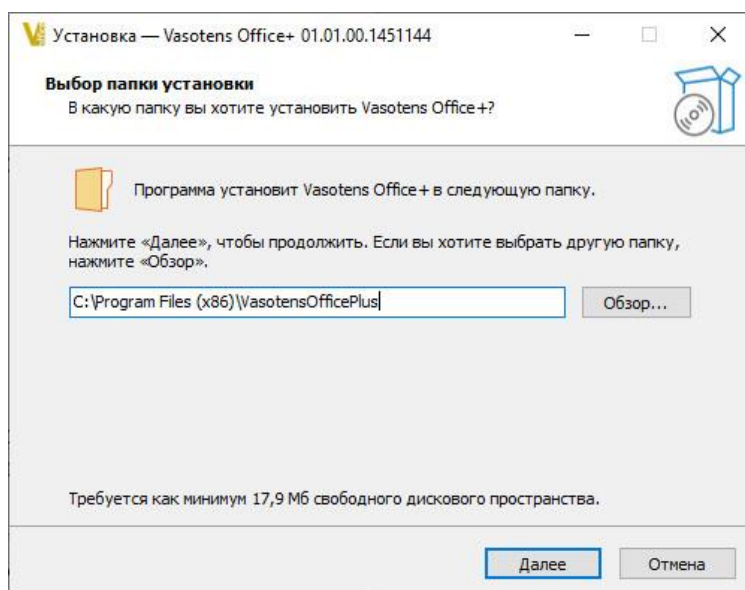 Установка — Vasotens Office+ 01.01.00.1451144
Выбор папки установки
В какую папку вы хотите установить Vasotens Office+?
Программа установит Vasotens Office+ в следующую папку.
Нажмите «Далее», чтобы продолжить. Если вы хотите выбрать другую папку,
нажмите «Обзор».
C:\Program Files (x86)\VasotensOfficePlus
Обзор...
Требуется как минимум 17,9 Мб свободного дискового пространства.
Далее
Отмена